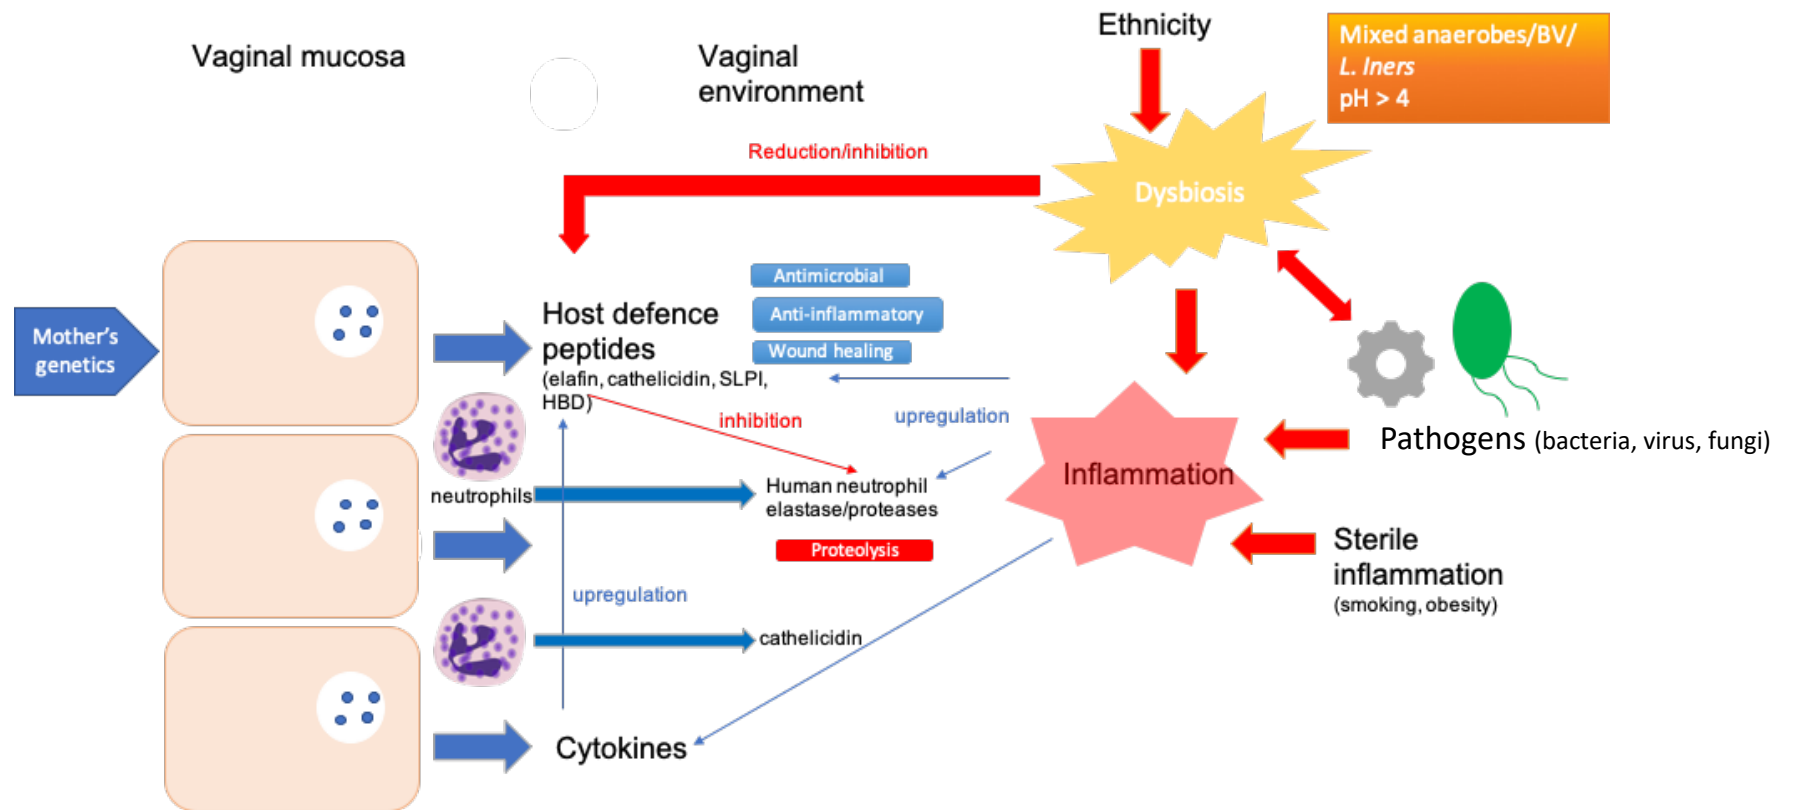 Vaginal mucosa
Vaginal
environment
Ethnicity
Mixed anaerobes/BV/
L. Iners
pH > 4
Reduction/inhibition
Dysbiosis
Mother's
genetics
Host defence
peptides
(elafin, cathelicidin, SLPI,
HBD)
Antimicrobial
Anti-inflammatory
Wound healing
inhibition
upregulation
Inflammation
Pathogens (bacteria, virus, fungi)
neutrophils
Human neutrophil
elastase/proteases
Proteolysis
Sterile
inflammation
(smoking, obesity)
upregulation
cathelicidin
Cytokines